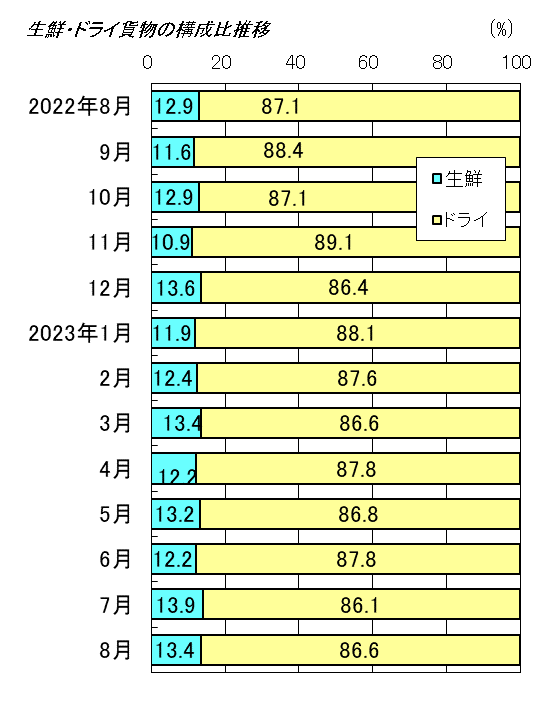 生鮮・ドライ貨物の構成比推移 (%)
0 20 40 60 80 100
2022年8月 12.9 87.1
9月 11.6 88.4
生鮮
10月 12.9 87.1
ドライ
11月 10.9 89.1
12月 13.6 86.4
2023年1月 11.9 88.1
2月 12.4 87.6
3月 13.4 86.6
4月 12.2 87.8
5月 13.2 86.8
6月 12.2 87.8
7月 13.9 86.1
8月 13.4 86.6